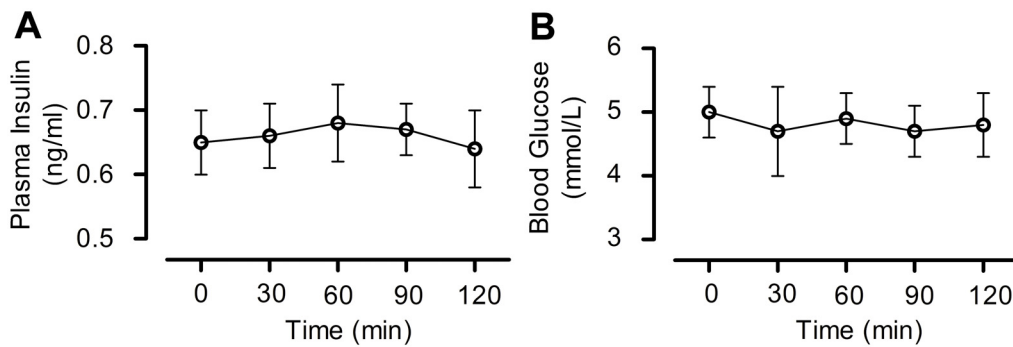 A
Plasma Insulin
(ng/ml)
0.8
0.7
0.6
0.5
0 30 60 90 120
Time (min)
B
Blood Glucose
(mmol/L)
6
5
4
3
0 30 60 90 120
Time (min)